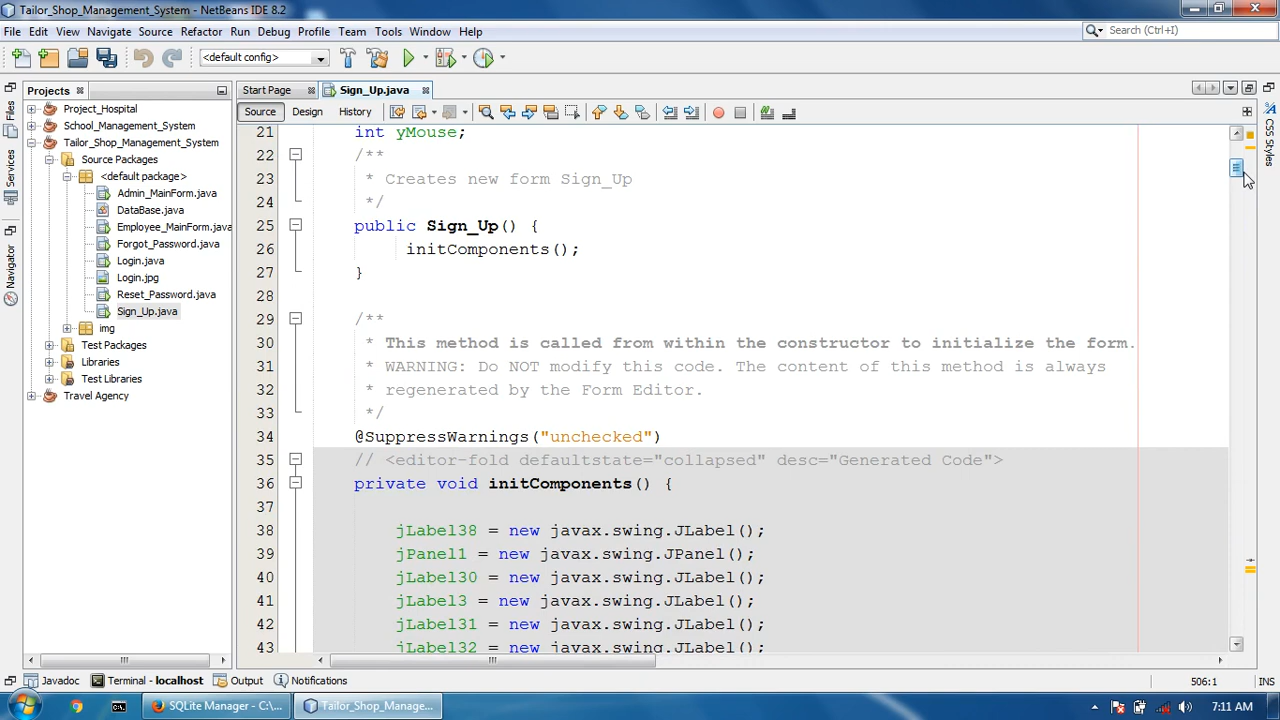 Tailor_Shop_Management_System - NetBeans IDE 8.2
File Edit View Navigate Source Refactor Run Debug Profile Team Tools Window Help
Search (Ctrl+I)
<default config>
Projects
Start Page
Sign_Up.java
Source Design History
Files
Services
Navigator
CSS Styles
Project_Hospital
School_Management_System
Tailor_Shop_Management_System
Source Packages
<default package>
Admin_MainForm.java
DataBase.java
Employee_MainForm.java
Forgot_Password.java
Login.java
Login.jpg
Reset_Password.java
Sign_Up.java
img
Test Packages
Libraries
Test Libraries
Travel Agency
21 int yMouse;
22 /**
23 * Creates new form Sign_Up
24 */
25 public Sign_Up() {
26 initComponents();
27 }
28
29 /**
30 * This method is called from within the constructor to initialize the form.
31 * WARNING: Do NOT modify this code. The content of this method is always
32 * regenerated by the Form Editor.
33 */
34 @SuppressWarnings("unchecked")
35 // <editor-fold defaultstate="collapsed" desc="Generated Code">
36 private void initComponents() {
37
38 jLabel38 = new javax.swing.JLabel();
39 jPanel1 = new javax.swing.JPanel();
40 jLabel30 = new javax.swing.JLabel();
41 jLabel3 = new javax.swing.JLabel();
42 jLabel31 = new javax.swing.JLabel();
43 jLabel32 = new javax.swing.JLabel();
Javadoc Terminal - localhost Output Notifications
506:1 INS
SQLite Manager - C:\...
Tailor_Shop_Manage...
7:11 AM